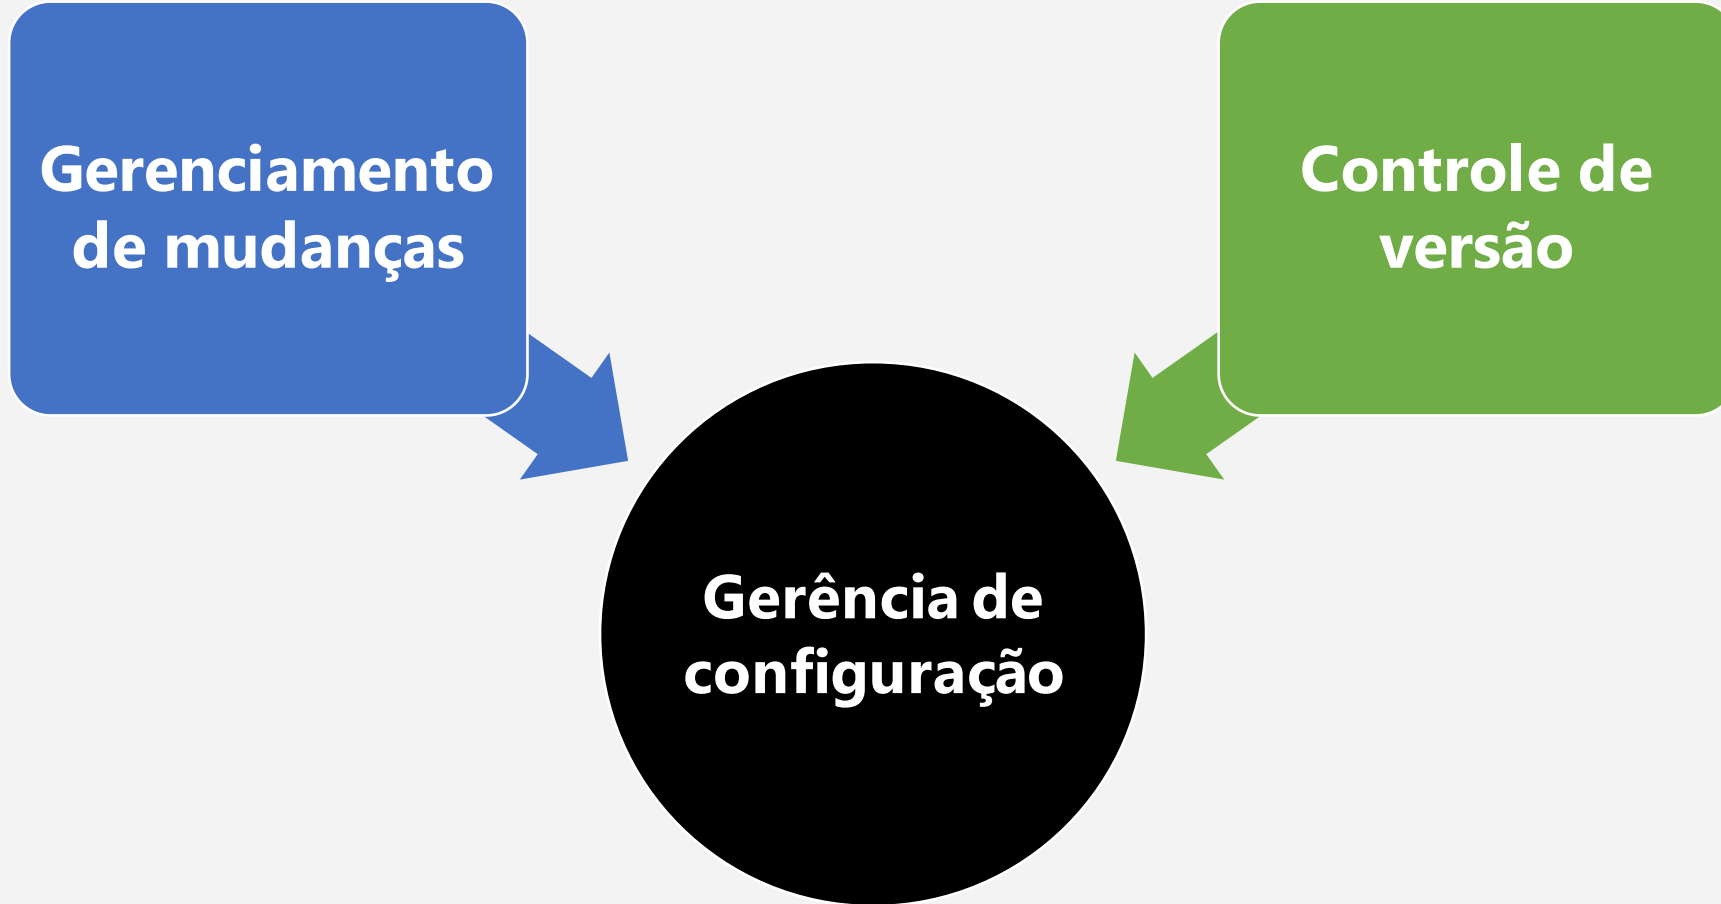 Gerenciamento
de mudanças
Controle de
versão
Gerência de
configuração